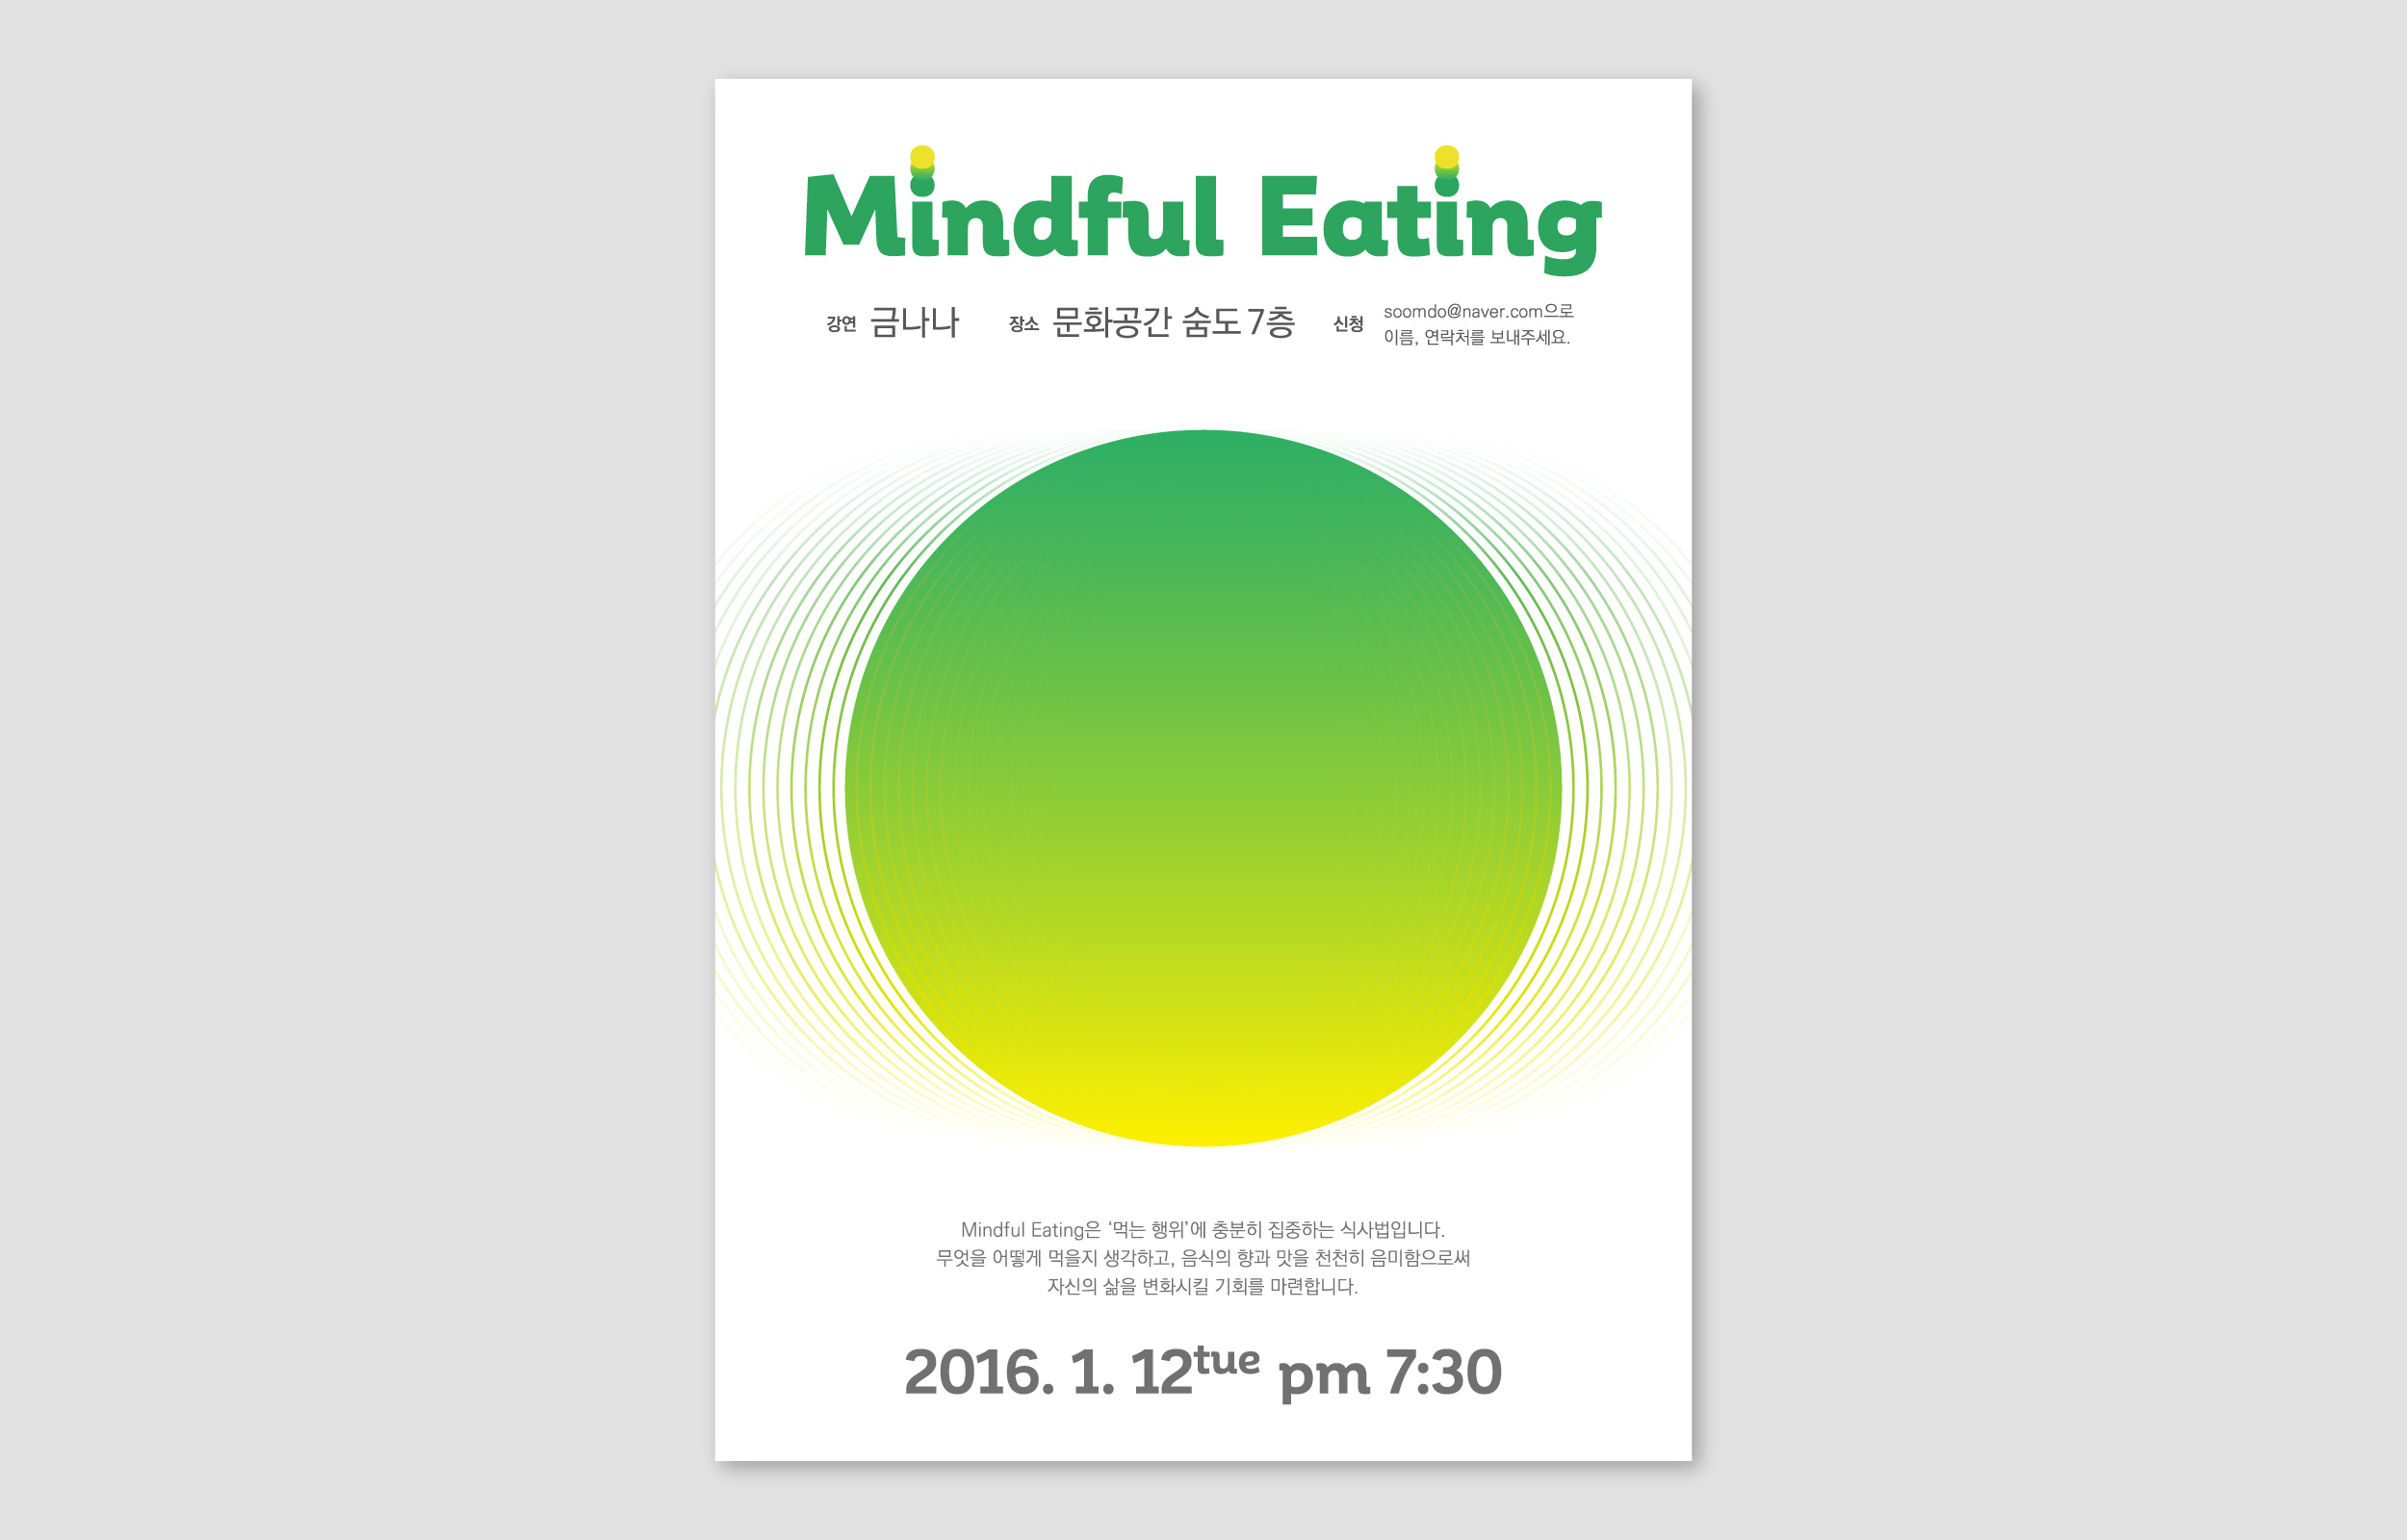 Mindful Eating
강연 금나나 장소 문화공간 숨도 7층 신청 soomdo@naver.com으로
이름, 연락처를 보내주세요.
Mindful Eating은 ‘먹는 행위’에 충분히 집중하는 식사법입니다.
무엇을 어떻게 먹을지 생각하고, 음식의 향과 맛을 천천히 음미함으로써
자신의 삶을 변화시킬 기회를 마련합니다.
2016. 1. 12tue pm 7:30